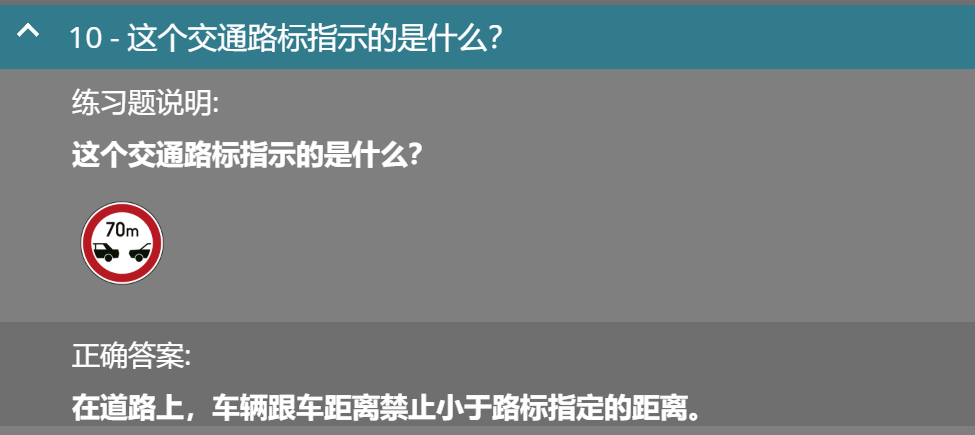 10 - 这个交通路标指示的是什么?
练习题说明:
这个交通路标指示的是什么?
70m
正确答案:
在道路上，车辆跟车距离禁止小于路标指定的距离。